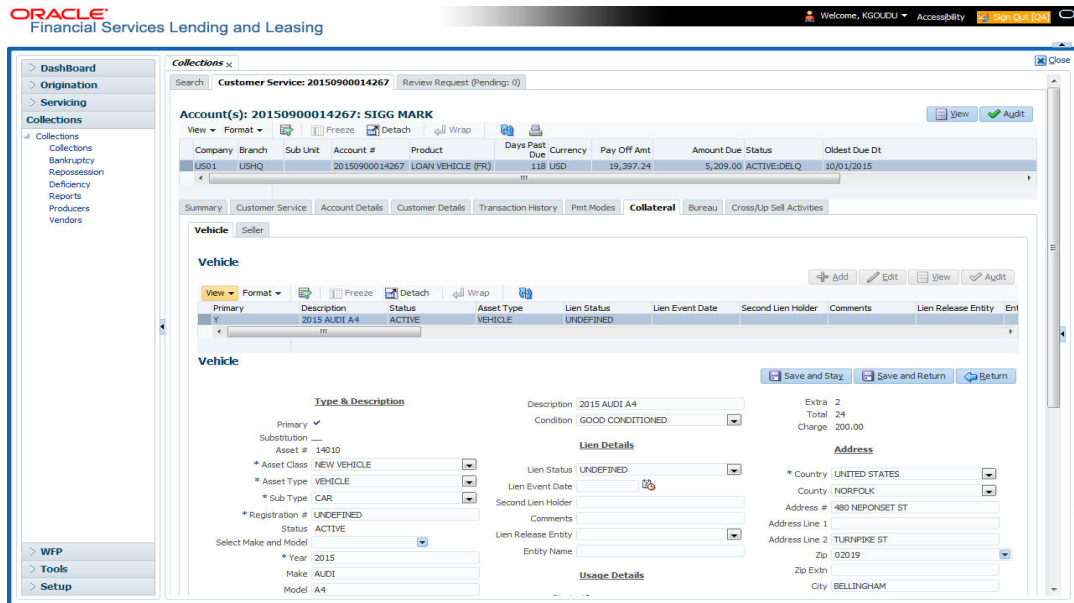 ORACLE
Financial Services Lending and Leasing
Welcome, KGOUDU Accessibility Sign Out [QA]
Close
DashBoard
Origination
Servicing
Collections
Collections
Collections
Bankruptcy
Repossession
Deficiency
Reports
Producers
Vendors
WFP
Tools
Setup
Collections x
Search Customer Service: 20150900014267 Review Request (Pending: 0)
Account(s): 20150900014267: SIGG MARK
View Audit
View Format Freeze Detach Wrap
Company Branch Sub Unit Account # Product Days Past Due Currency Pay Off Amt Amount Due Status Oldest Due Dt
US01 USHQ 20150900014267 LOAN VEHICLE (FR) 118 USD 19,397.24 5,209.00 ACTIVE:DELQ 10/01/2015
Summary Customer Service Account Details Customer Details Transaction History Pmt Modes Collateral Bureau Cross/Up Sell Activities
Vehicle Seller
Vehicle
Add Edit View Audit
View Format Freeze Detach Wrap
Primary Description Status Asset Type Lien Status Lien Event Date Second Lien Holder Comments Lien Release Entity Ent
Y 2015 AUDI A4 ACTIVE VEHICLE UNDEFINED
Vehicle
Save and Stay Save and Return Return
Type & Description
Primary
Substitution
Asset # 14010
* Asset Class NEW VEHICLE
* Asset Type VEHICLE
* Sub Type CAR
* Registration # UNDEFINED
Status ACTIVE
Select Make and Model
* Year 2015
Make AUDI
Model A4
Description 2015 AUDI A4
Condition GOOD CONDITIONED
Lien Details
Lien Status UNDEFINED
Lien Event Date
Second Lien Holder
Comments
Lien Release Entity
Entity Name
Usage Details
Extra 2
Total 24
Charge 200.00
Address
* Country UNITED STATES
County NORFOLK
Address # 480 NEPONSET ST
Address Line 1
Address Line 2 TURNPIKE ST
Zip 02019
Zip Extn
City BELLINGHAM